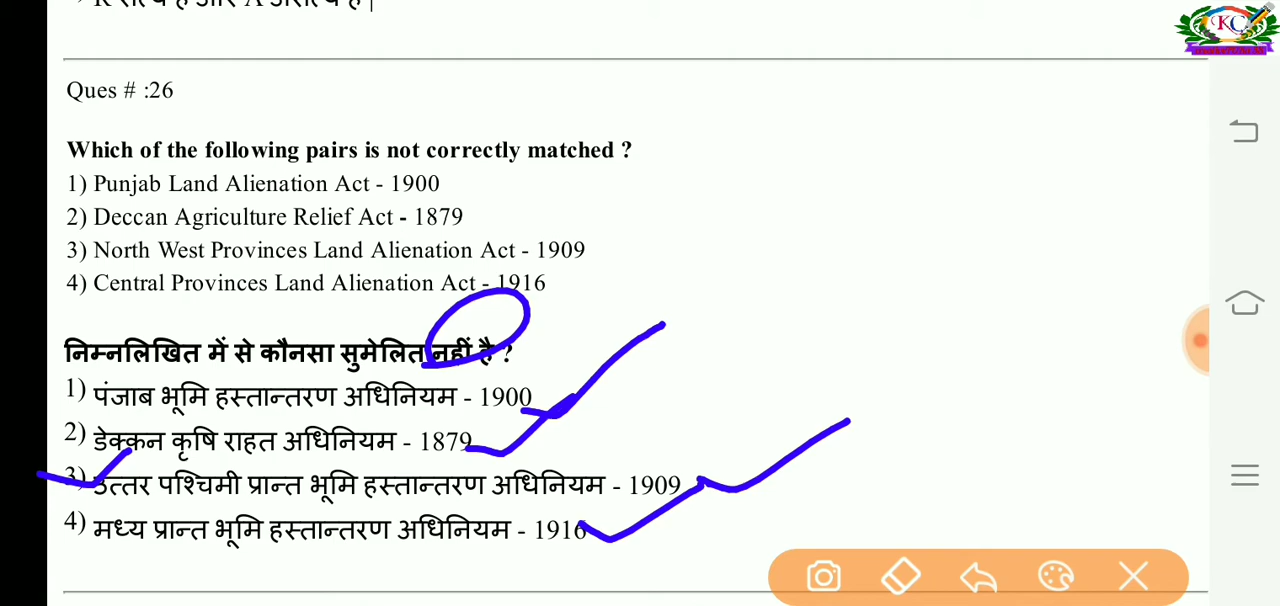 KC
Ques # :26
Which of the following pairs is not correctly matched ?
1) Punjab Land Alienation Act - 1900
2) Deccan Agriculture Relief Act - 1879
3) North West Provinces Land Alienation Act - 1909
4) Central Provinces Land Alienation Act - 1916
निम्नलिखित में से कौनसा सुमेलित नहीं है ?
1) पंजाब भूमि हस्तान्तरण अधिनियम - 1900
2) डेक्कन कृषि राहत अधिनियम - 1879
3) उत्तर पश्चिमी प्रान्त भूमि हस्तान्तरण अधिनियम - 1909
4) मध्य प्रान्त भूमि हस्तान्तरण अधिनियम - 1916